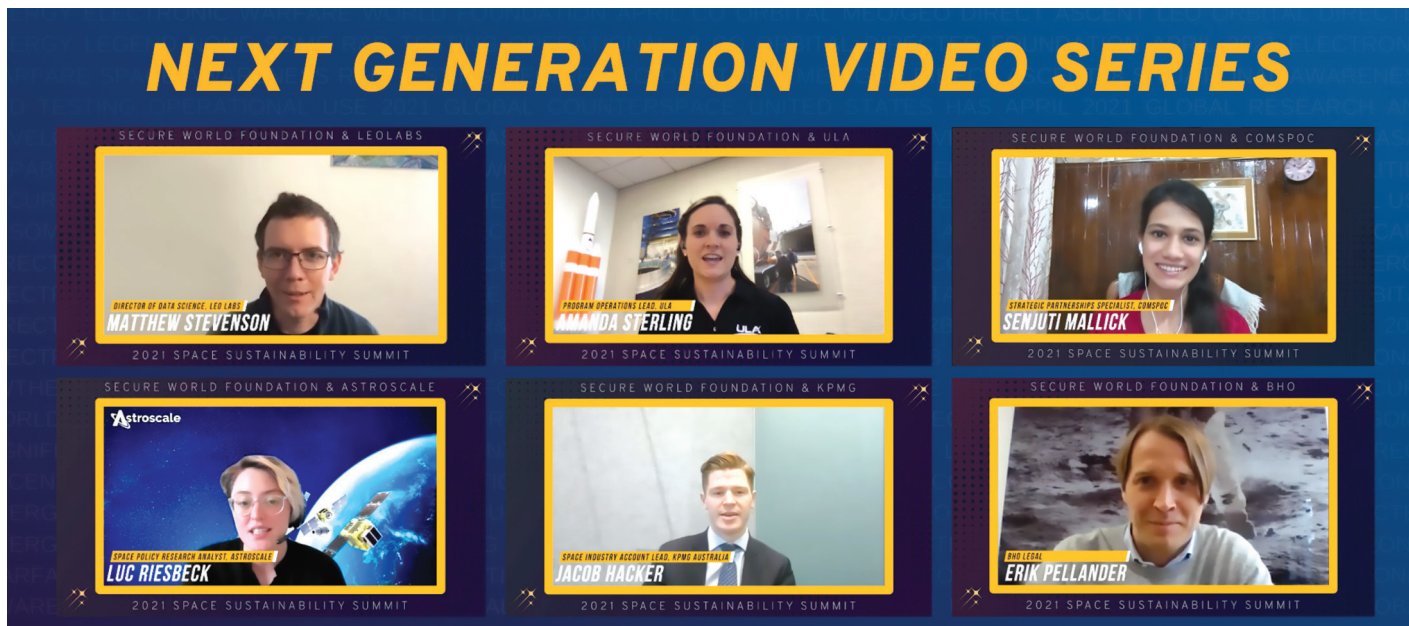 NEXT GENERATION VIDEO SERIES
SECURE WORLD FOUNDATION & LEOLABS
DIRECTOR OF DATA SCIENCE, LEO LABS
MATTHEW STEVENSON
2021 SPACE SUSTAINABILITY SUMMIT
SECURE WORLD FOUNDATION & ULA
PROGRAM OPERATIONS LEAD, ULA
AMANDA STERLING
ULA
2021 SPACE SUSTAINABILITY SUMMIT
SECURE WORLD FOUNDATION & COMSPOC
STRATEGIC PARTNERSHIPS SPECIALIST, COMSPOC
SENJUTI MALLICK
2021 SPACE SUSTAINABILITY SUMMIT
SECURE WORLD FOUNDATION & ASTROSCALE
Astroscale
SPACE POLICY RESEARCH ANALYST, ASTROSCALE
LUC RIESBECK
2021 SPACE SUSTAINABILITY SUMMIT
SECURE WORLD FOUNDATION & KPMG
SPACE INDUSTRY ACCOUNT LEAD, KPMG AUSTRALIA
JACOB HACKER
2021 SPACE SUSTAINABILITY SUMMIT
SECURE WORLD FOUNDATION & BHO
BHO LEGAL
ERIK PELLANDER
2021 SPACE SUSTAINABILITY SUMMIT